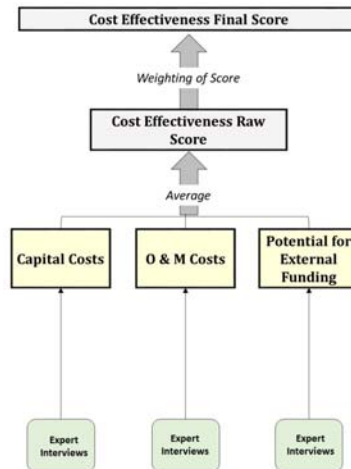 Cost Effectiveness Final Score
Weighting of Score
Cost Effectiveness Raw
Score
Average
Capital Costs
O & M Costs
Potential for
External
Funding
Expert
Interviews
Expert
Interviews
Expert
Interviews